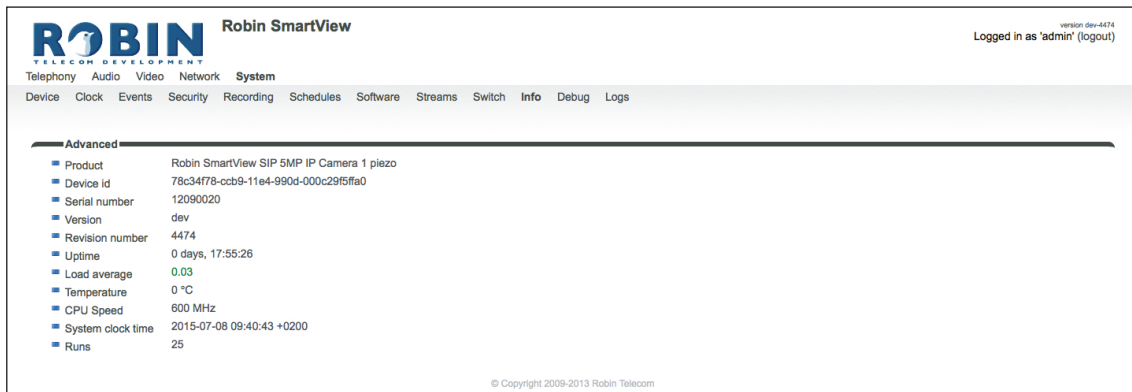 ROBIN
TELECOM DEVELOPMENT
Robin SmartView
version dev-4474
Logged in as 'admin' (logout)
Telephony Audio Video Network System
Device Clock Events Security Recording Schedules Software Streams Switch Info Debug Logs
Advanced
Product Robin SmartView SIP 5MP IP Camera 1 piezo
Device id 78c34f78-ccb9-11e4-990d-000c29f5ffa0
Serial number 12090020
Version dev
Revision number 4474
Uptime 0 days, 17:55:26
Load average 0.03
Temperature 0 °C
CPU Speed 600 MHz
System clock time 2015-07-08 09:40:43 +0200
Runs 25
© Copyright 2009-2013 Robin Telecom